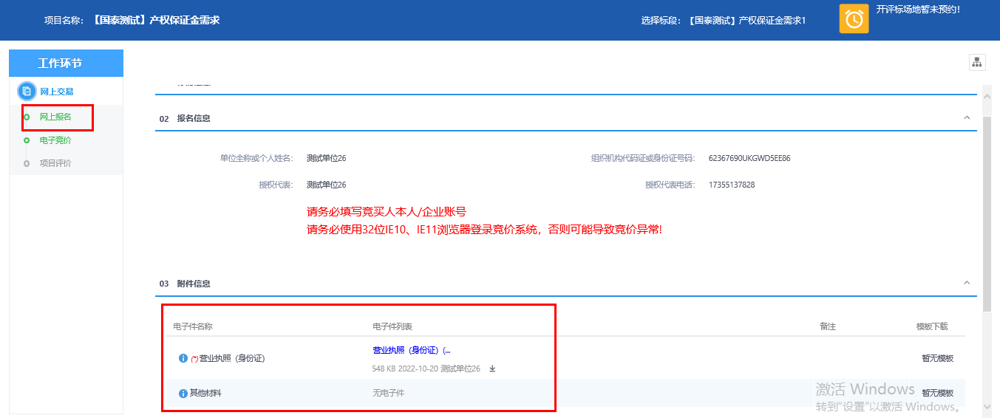 项目名称： 【国泰测试】产权保证金需求
选择标段： 【国泰测试】产权保证金需求1
开评标场地暂未预约！
工作环节
网上交易
网上报名
电子竞价
项目评价
02 报名信息
单位全称或个人姓名： 测试单位26
组织机构代码证或身份证号码： 62367690UKGWD5EE86
授权代表： 测试单位26
授权代表电话： 17355137828
请务必填写竞买人本人/企业账号
请务必使用32位IE10、IE11浏览器登录竞价系统，否则可能导致竞价异常!
03 附件信息
电子件名称 电子件列表 备注 模板下载
(*)营业执照（身份证） 营业执照（身份证）(... 暂无模板
548 KB 2022-10-20 测试单位26
其他材料 无电子件 暂无模板
激活 Windows
转到"设置"以激活 Windows。